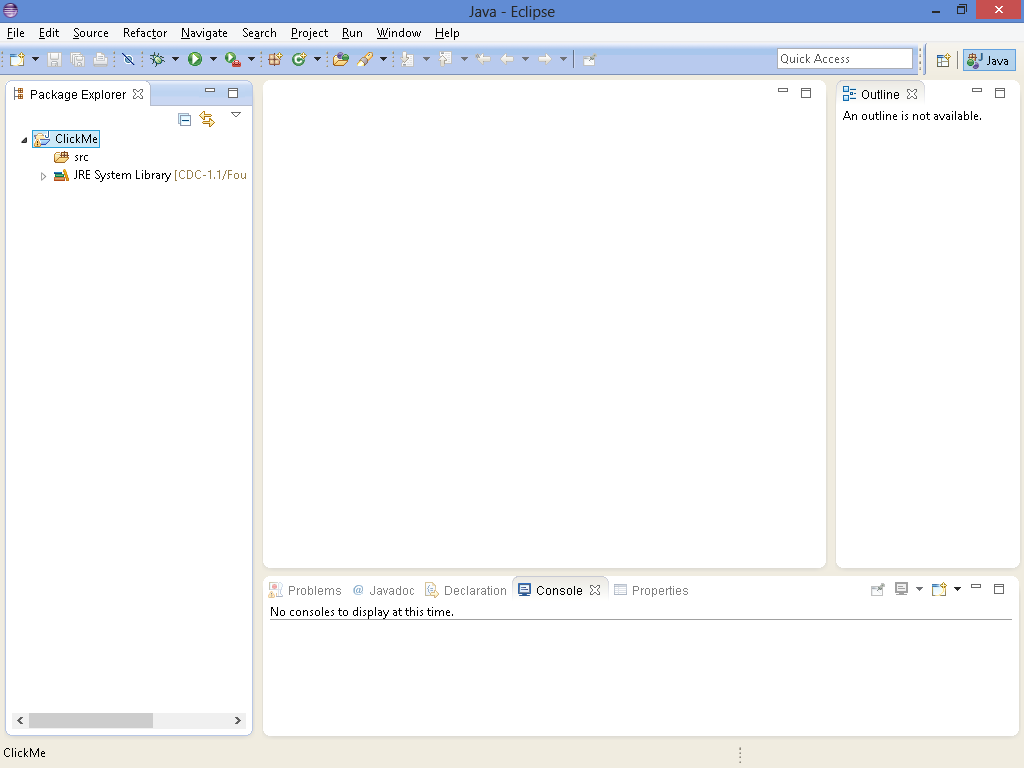 Java - Eclipse
File Edit Source Refactor Navigate Search Project Run Window Help
Quick Access
Java
Package Explorer
Outline
An outline is not available.
ClickMe
src
JRE System Library [CDC-1.1/Fou
Problems Javadoc Declaration Console Properties
No consoles to display at this time.
ClickMe